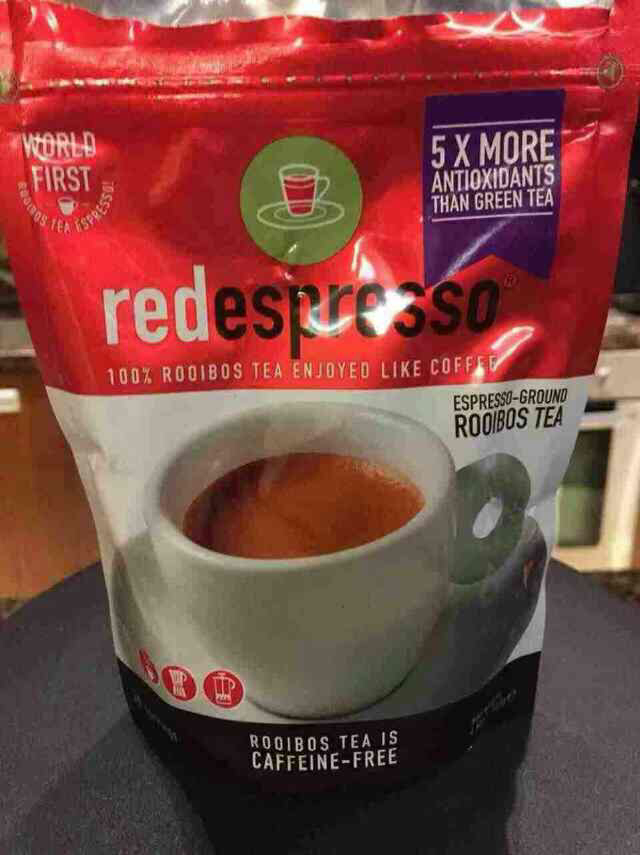 WORLD
FIRST
ROOIBOS TEA ESPRESSO!
5 X MORE
ANTIOXIDANTS
THAN GREEN TEA
redespresso®
100% ROOIBOS TEA ENJOYED LIKE COFFEE
ESPRESSO-GROUND
ROOIBOS TEA
ROOIBOS TEA IS
CAFFEINE-FREE